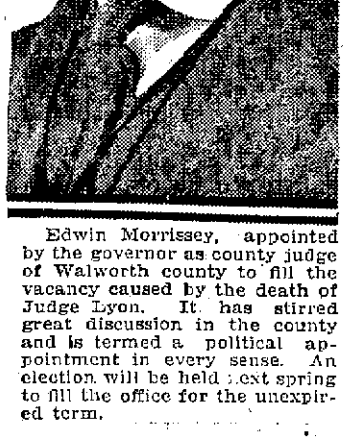 Edwin Morrissey, appointed
by the governor as county judge
of Walworth county to fill the
vacancy caused by the death of
Judge Lyon. It has stirred
great discussion in the county
and is termed a political ap-
pointment in every sense. An
election will be held next spring
to fill the office for the unexpir-
ed term.